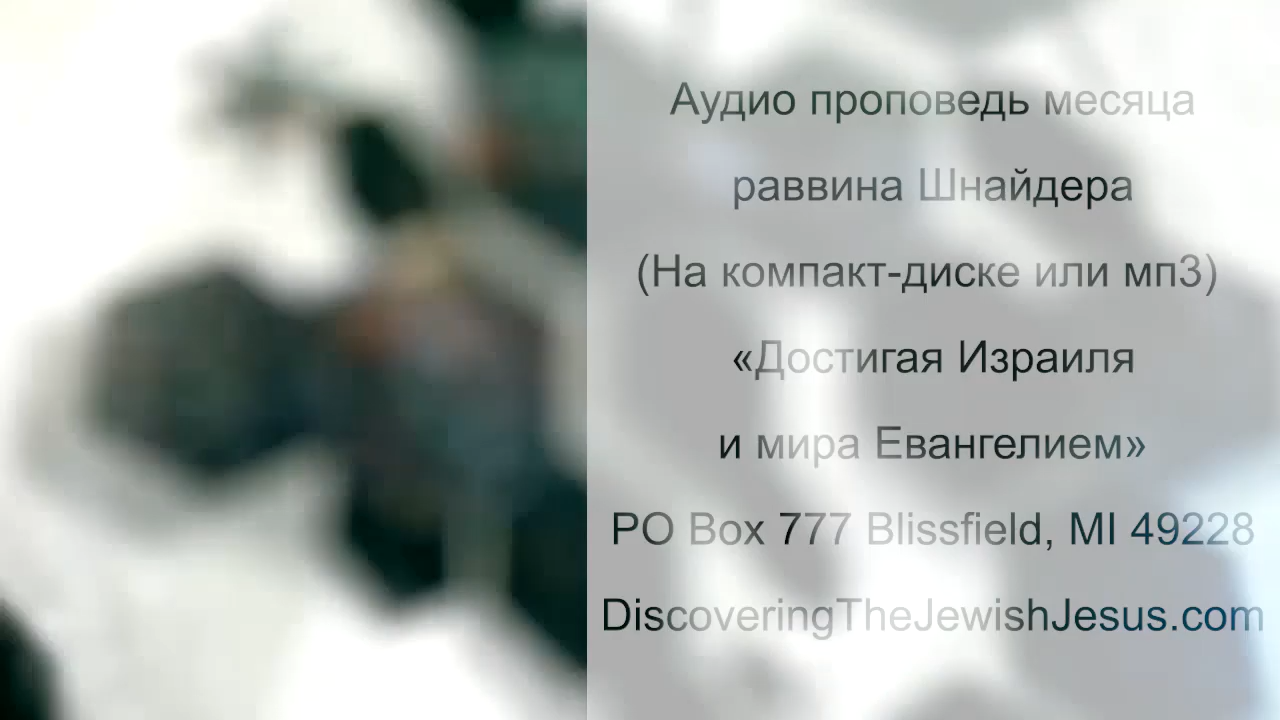 Аудио проповедь месяца
раввина Шнайдера
(На компакт-диске или мп3)
«Достигая Израиля
и мира Евангелием»
PO Box 777 Blissfield, MI 49228
DiscoveringTheJewishJesus.com